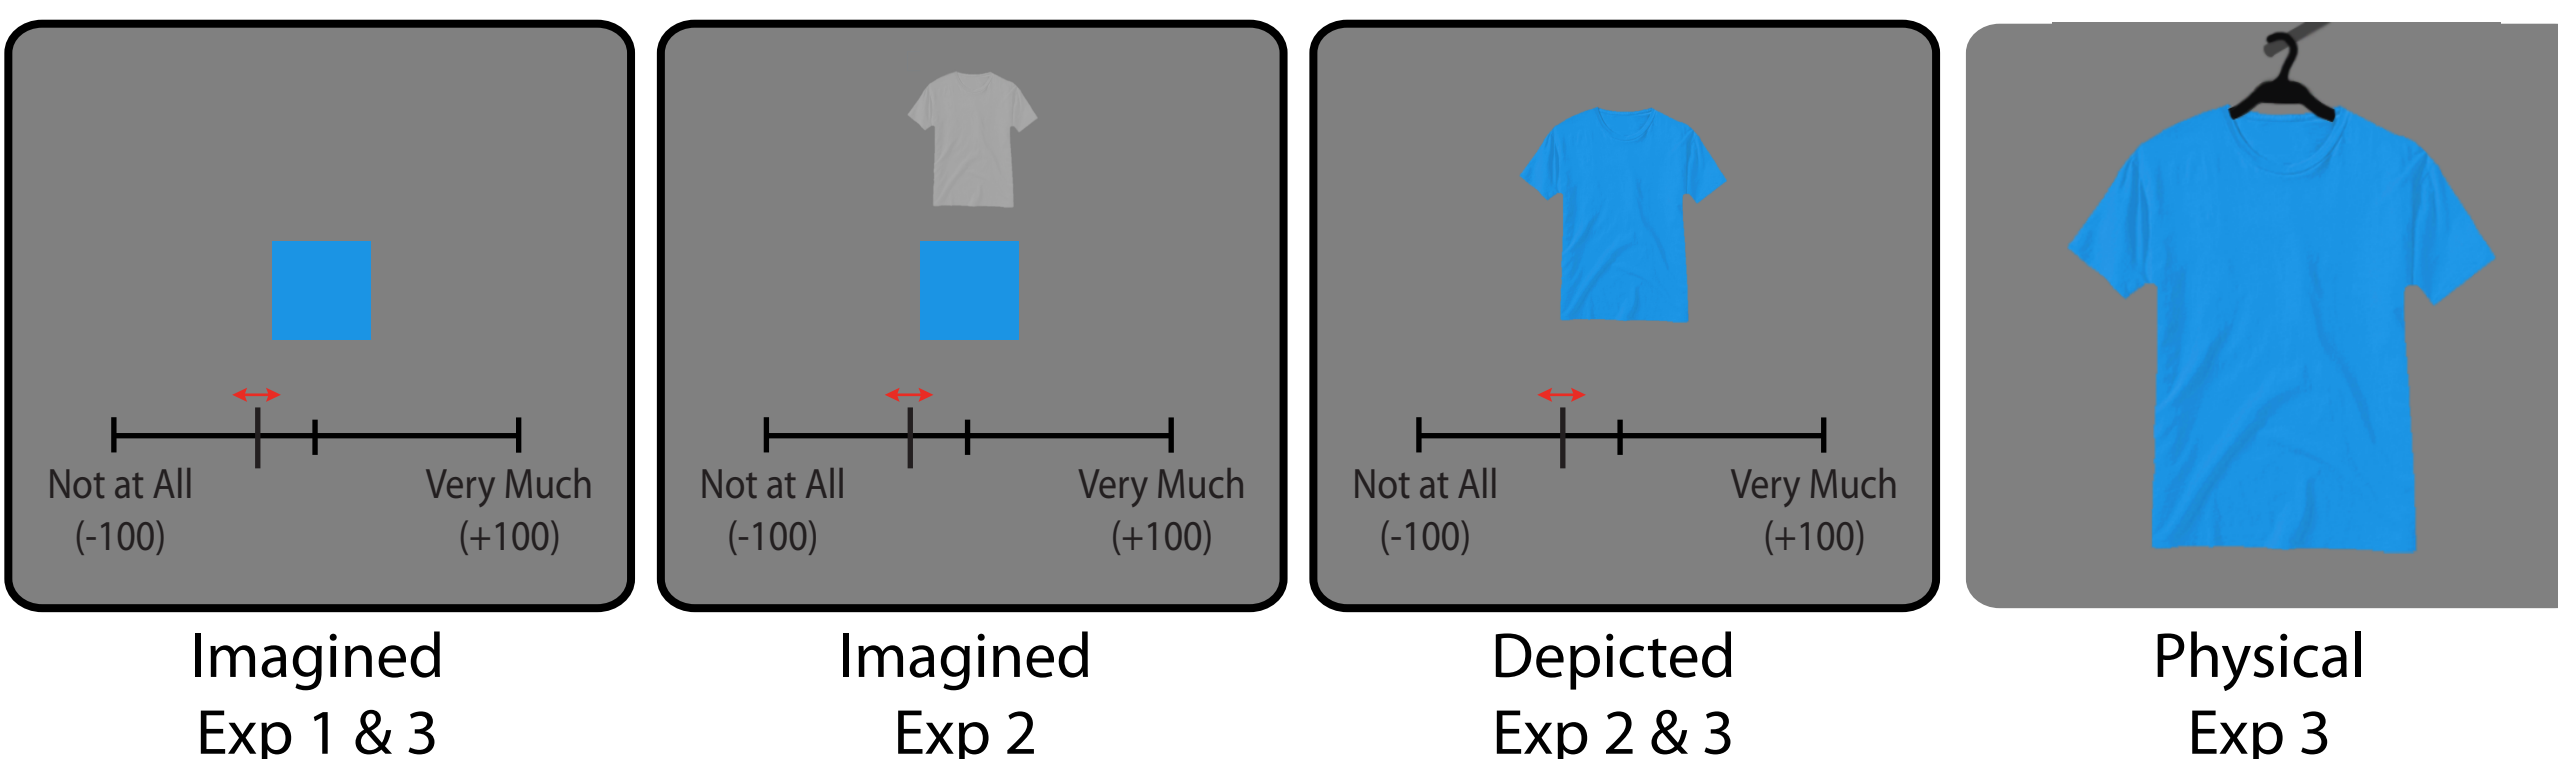 Not at All
(-100)
Very Much
(+100)
Imagined
Exp 1 & 3
Not at All
(-100)
Very Much
(+100)
Imagined
Exp 2
Not at All
(-100)
Very Much
(+100)
Depicted
Exp 2 & 3
Physical
Exp 3